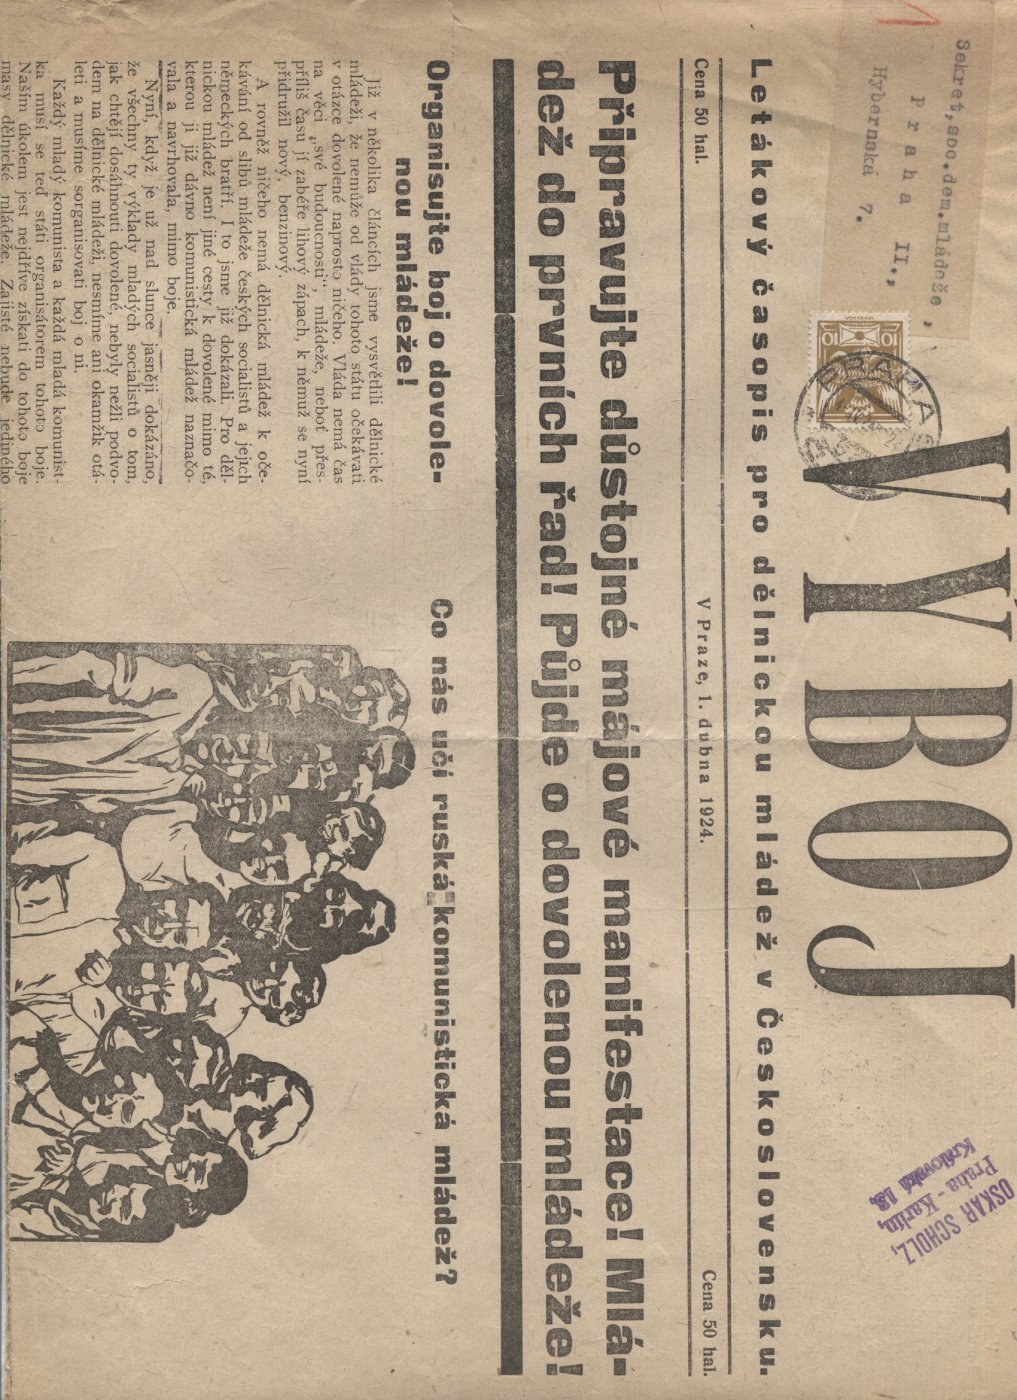 Sekret,soc.dem.mládeže,
Praha II.,
Hybernská 7.
10 10
PRAHA
VÝBOJ
OSKAR SCHOLZ,
Praha - Karlín,
Královská 13.
Letákový časopis pro dělnickou mládež v Československu.
Cena 50 hal.
V Praze, 1. dubna 1924.
Cena 50 hal.
Připravujte důstojné májové manifestace! Mlá-
dež do prvních řad! Půjde o dovolenou mládeže!
Organisujte boj o dovole-
nou mládeže!
Již v několika článcích jsme vysvětlili dělnické
mládeži, že nemůže od vlády tohoto státu očekávati
v otázce dovolené naprosto ničeho. Vláda nemá čas
na věci „své budoucnosti“, mládeže, neboť přes-
příliš času jí zabéře lihový zápach, k němuž se nyní
přidružil nový, benzinový.
A rovněž ničeho nemá dělnická mládež k oče-
kávání od slibů mládeže českých socialistů a jejich
německých bratří. I to jsme již dokázali. Pro děl-
nickou mládež není jiné cesty k dovolené mimo té,
kterou jí již dávno komunistická mládež naznačo-
vala a navrhovala, mimo boje.
Nyní, když je už nad slunce jasněji dokázáno,
že všechny ty výklady mladých socialistů o tom,
jak chtějí dosáhnouti dovolené, nebyly nežli podvo-
dem na dělnické mládeži, nesmíme ani okamžik otá-
leti a musíme sorganisovati boj o ni.
Každý mladý komunista a každá mladá komunist-
ka musí se teď státi organisátorem tohoto boje.
Naším úkolem jest nejdříve získati do tohoto boje
masy dělnické mládeže. Zajisté nebude jediného
Co nás učí ruská komunistická mládež?